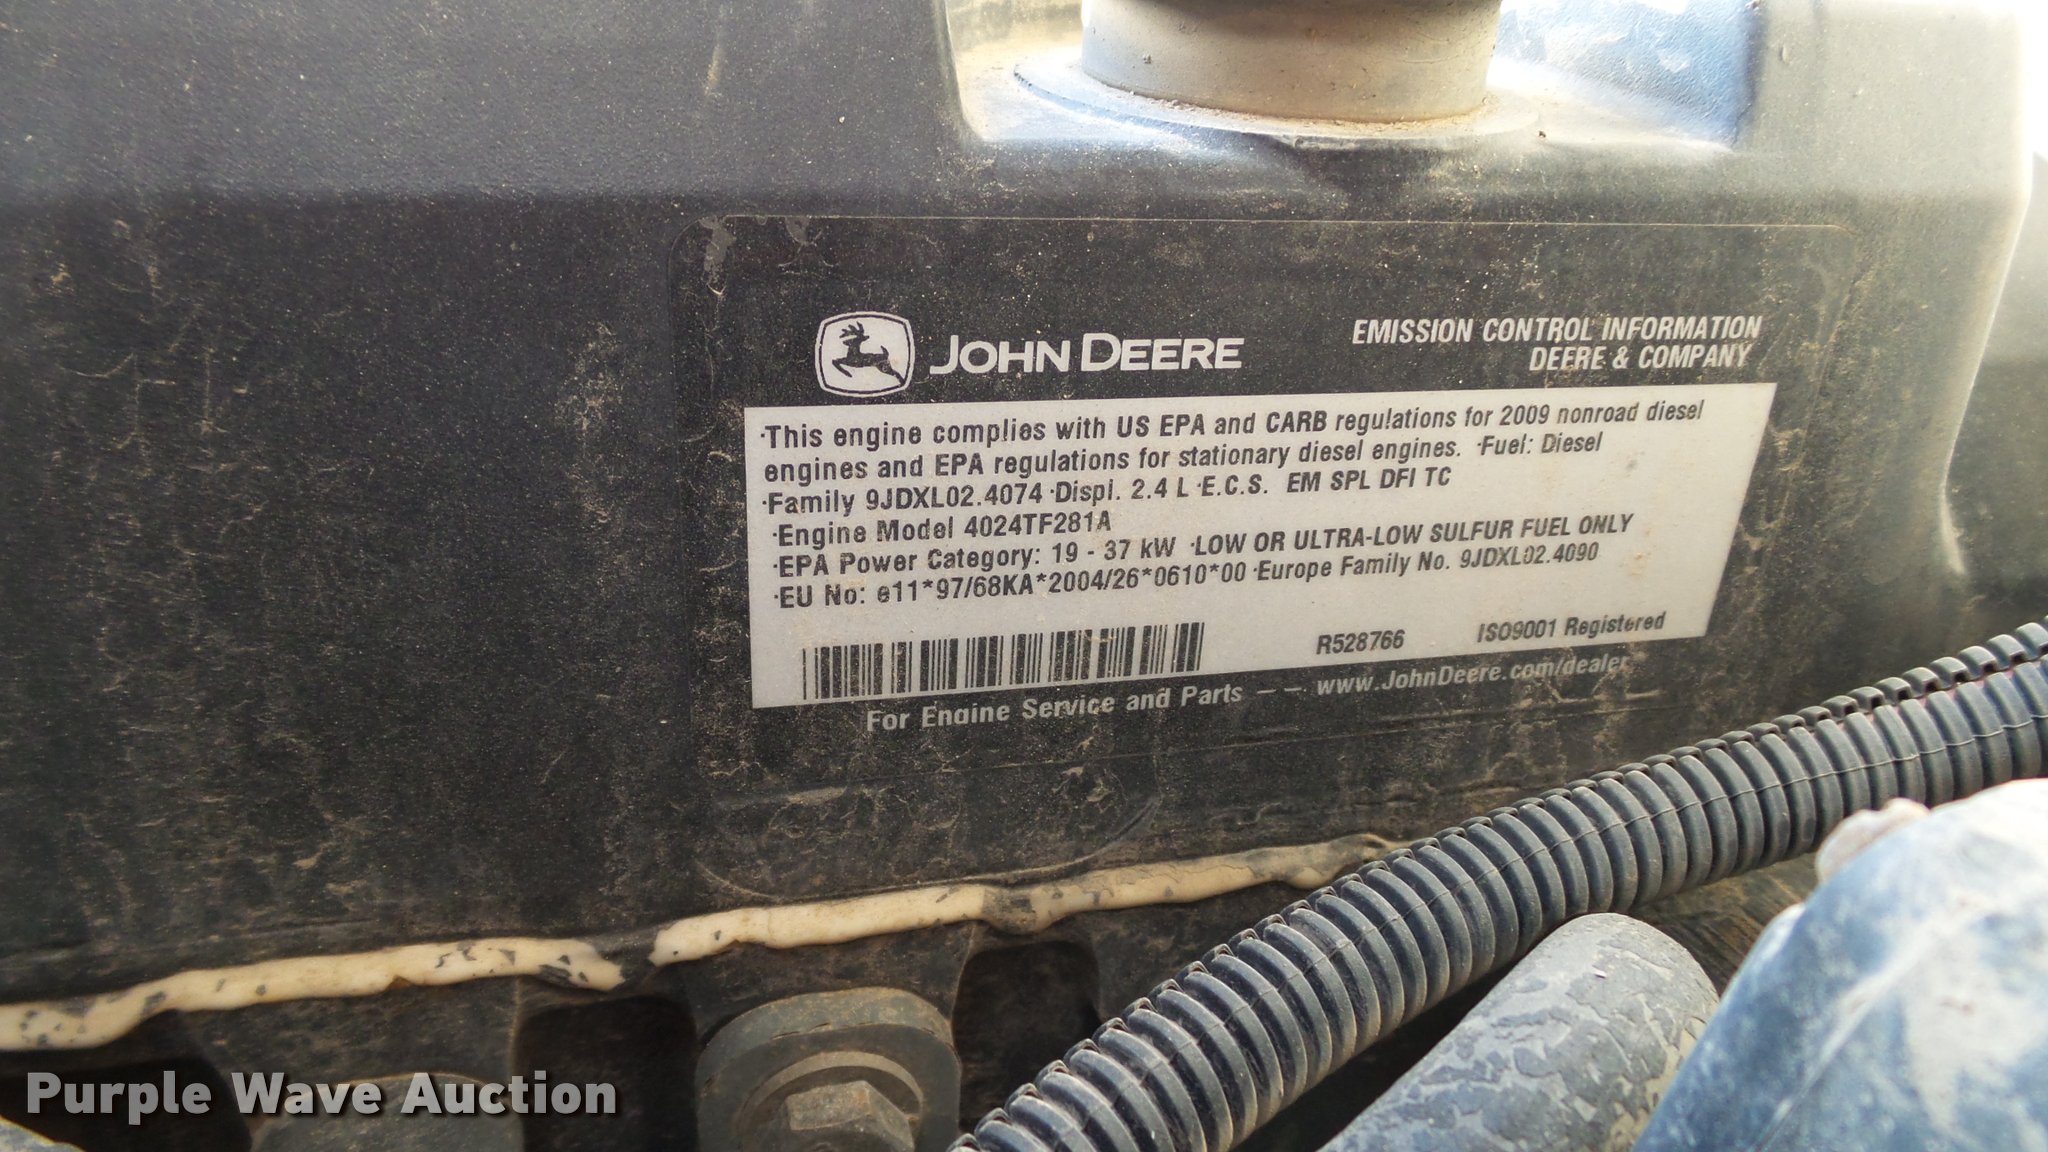 JOHN DEERE
EMISSION CONTROL INFORMATION
DEERE & COMPANY
·This engine complies with US EPA and CARB regulations for 2009 nonroad diesel
engines and EPA regulations for stationary diesel engines. ·Fuel: Diesel
·Family 9JDXL02.4074 ·Displ. 2.4 L ·E.C.S. EM SPL DFI TC
·Engine Model 4024TF281A
·EPA Power Category: 19 - 37 kW ·LOW OR ULTRA-LOW SULFUR FUEL ONLY
·EU No: e11*97/68KA*2004/26*0610*00 ·Europe Family No. 9JDXL02.4090
R528766 ISO9001 Registered
For Engine Service and Parts -- www.JohnDeere.com/dealer
Purple Wave Auction